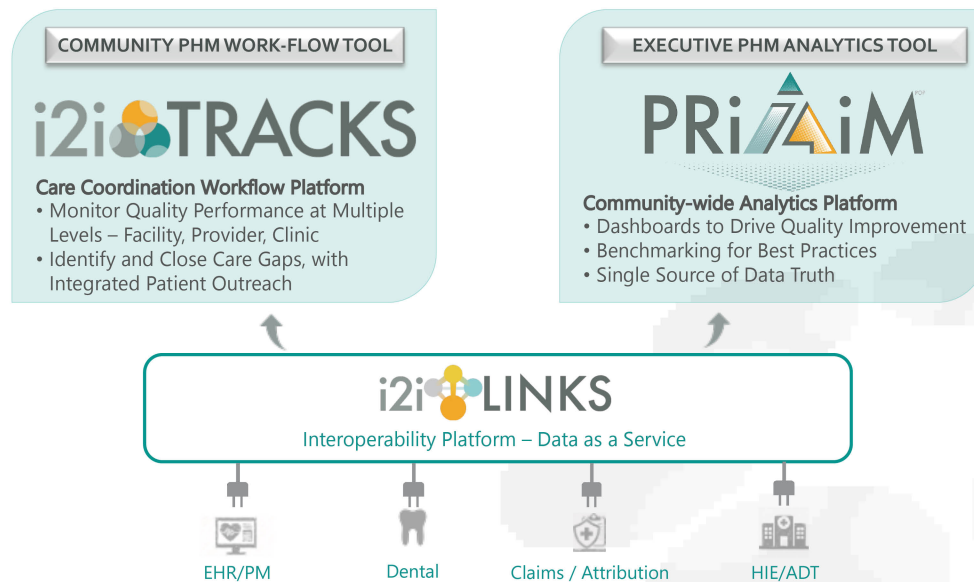 COMMUNITY PHM WORK-FLOW TOOL
i2i TRACKS
Care Coordination Workflow Platform
• Monitor Quality Performance at Multiple
Levels – Facility, Provider, Clinic
• Identify and Close Care Gaps, with
Integrated Patient Outreach
EXECUTIVE PHM ANALYTICS TOOL
PRiAiM
Community-wide Analytics Platform
• Dashboards to Drive Quality Improvement
• Benchmarking for Best Practices
• Single Source of Data Truth
i2i LINKS
Interoperability Platform – Data as a Service
EHR/PM
Dental
Claims / Attribution
HIE/ADT